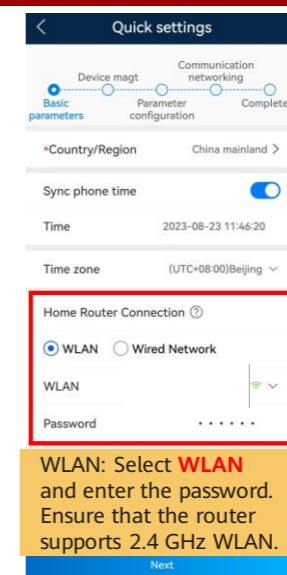 Quick settings
Communication
Device magt networking
Basic Parameter Complete
parameters configuration
*Country/Region China mainland >
Sync phone time
Time 2023-08-23 11:46:20
Time zone (UTC+08:00)Beijing
Home Router Connection ?
WLAN Wired Network
WLAN
Password ······
WLAN: Select WLAN
and enter the password.
Ensure that the router
supports 2.4 GHz WLAN.
Next